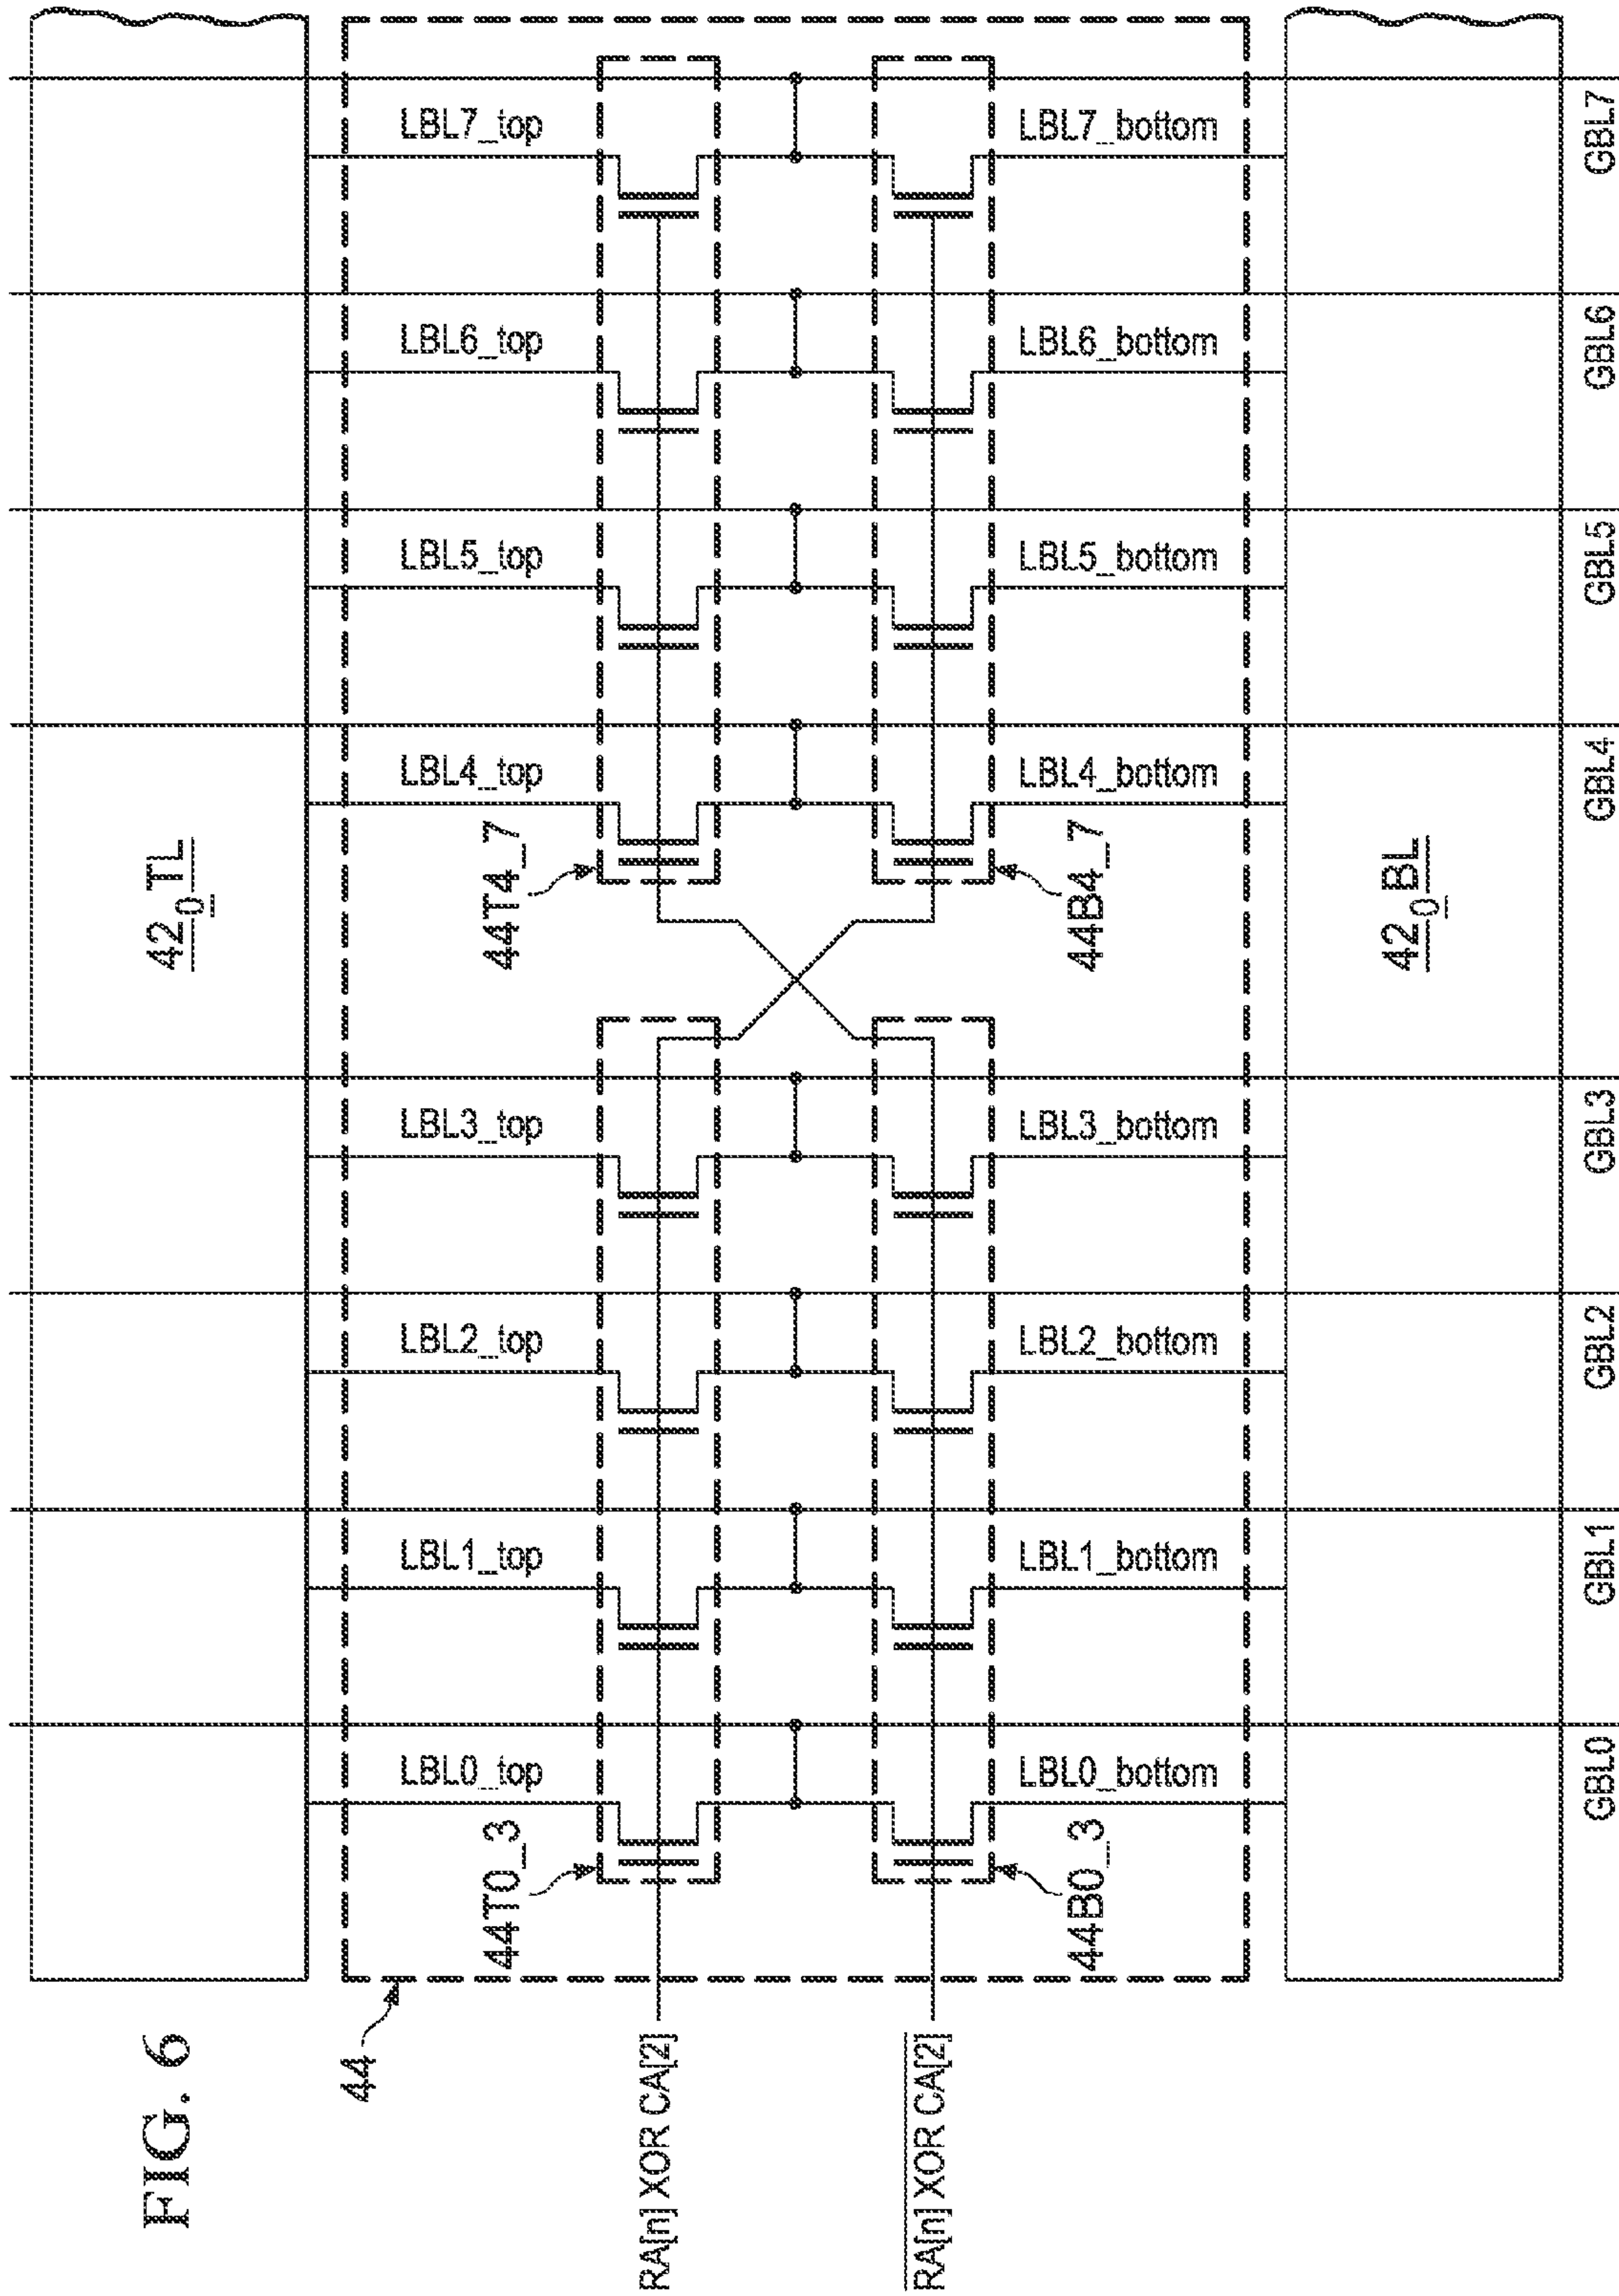 FIG. 6
42₀TL
44
LBL0_top
LBL1_top
LBL2_top
LBL3_top
LBL4_top
LBL5_top
LBL6_top
LBL7_top
44T0_3
44T4_7
RA[n] XOR CA[2]
RA[n] XOR CA[2]
LBL0_bottom
LBL1_bottom
LBL2_bottom
LBL3_bottom
LBL4_bottom
LBL5_bottom
LBL6_bottom
LBL7_bottom
44B0_3
44B4_7
42₀BL
GBL0
GBL1
GBL2
GBL3
GBL4
GBL5
GBL6
GBL7